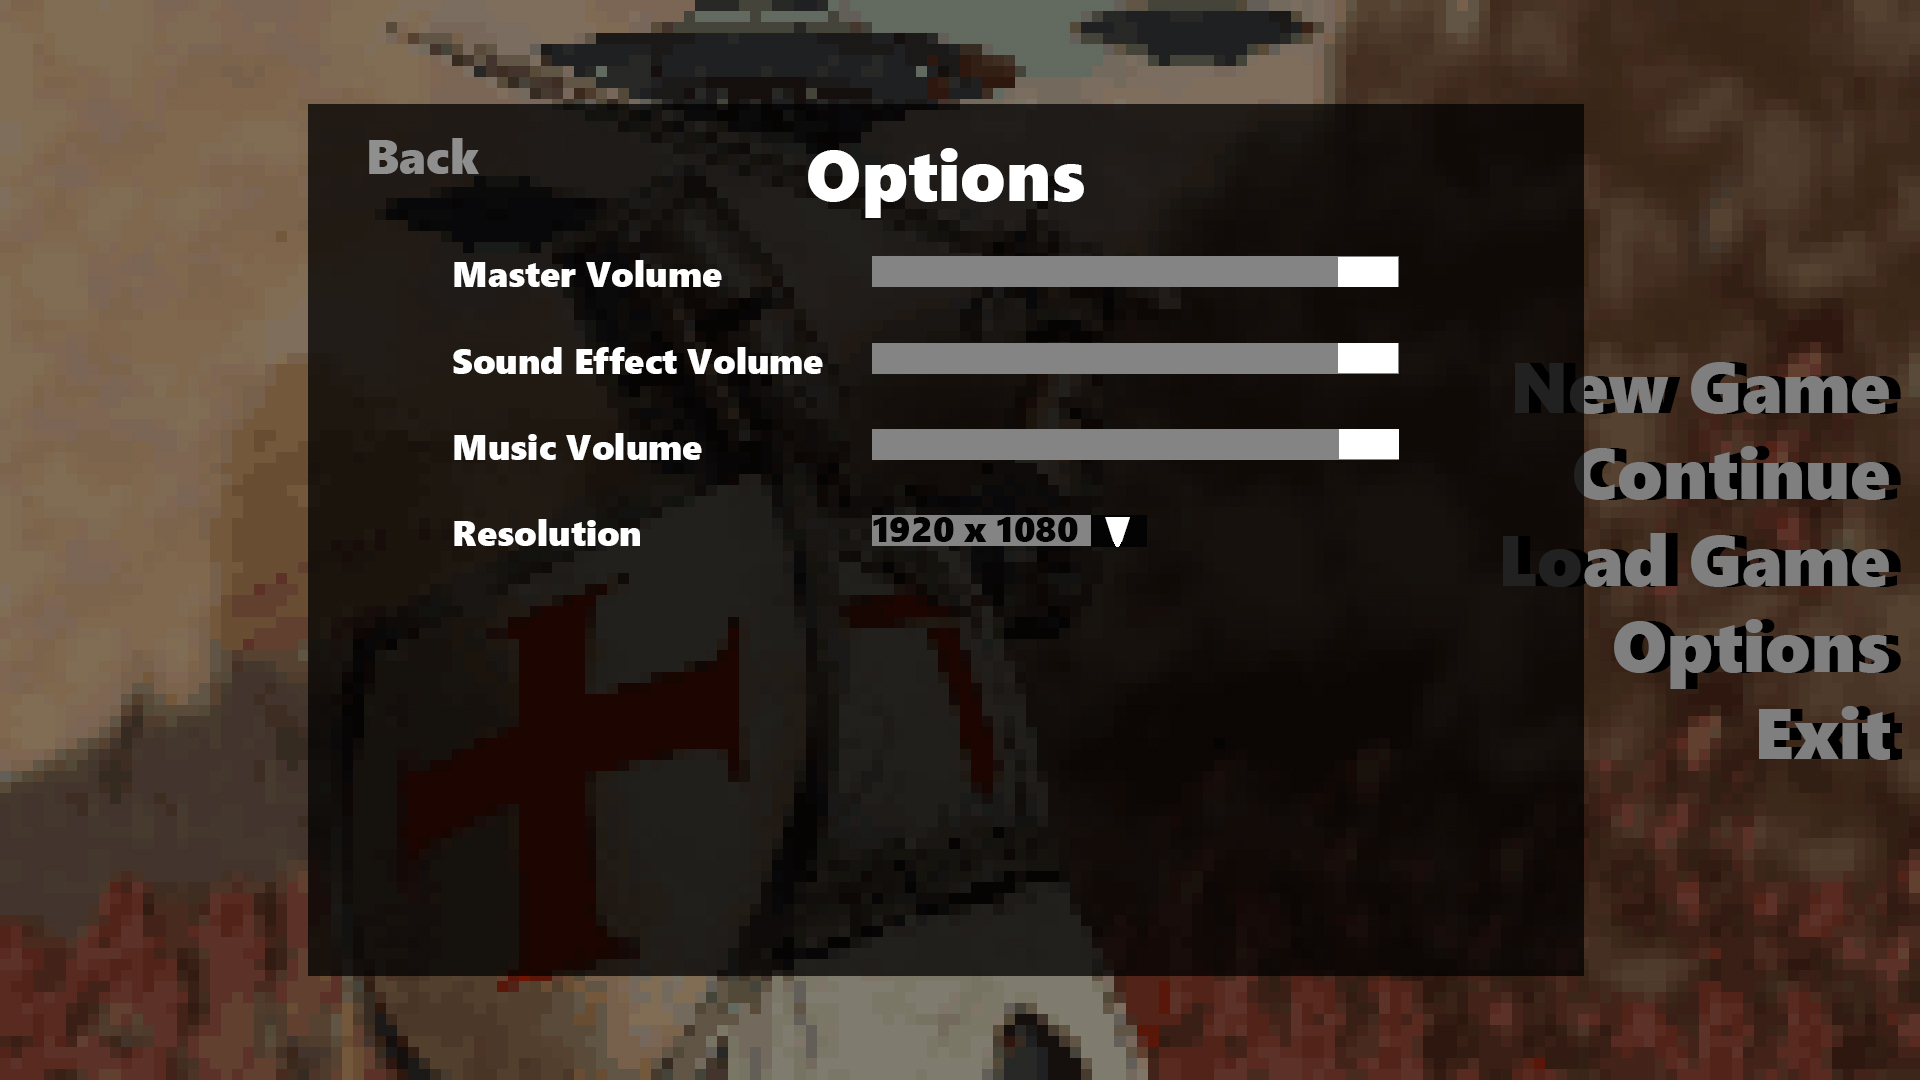 Back
Options
Master Volume
Sound Effect Volume
Music Volume
Resolution
1920 x 1080
New Game
Continue
Load Game
Options
Exit